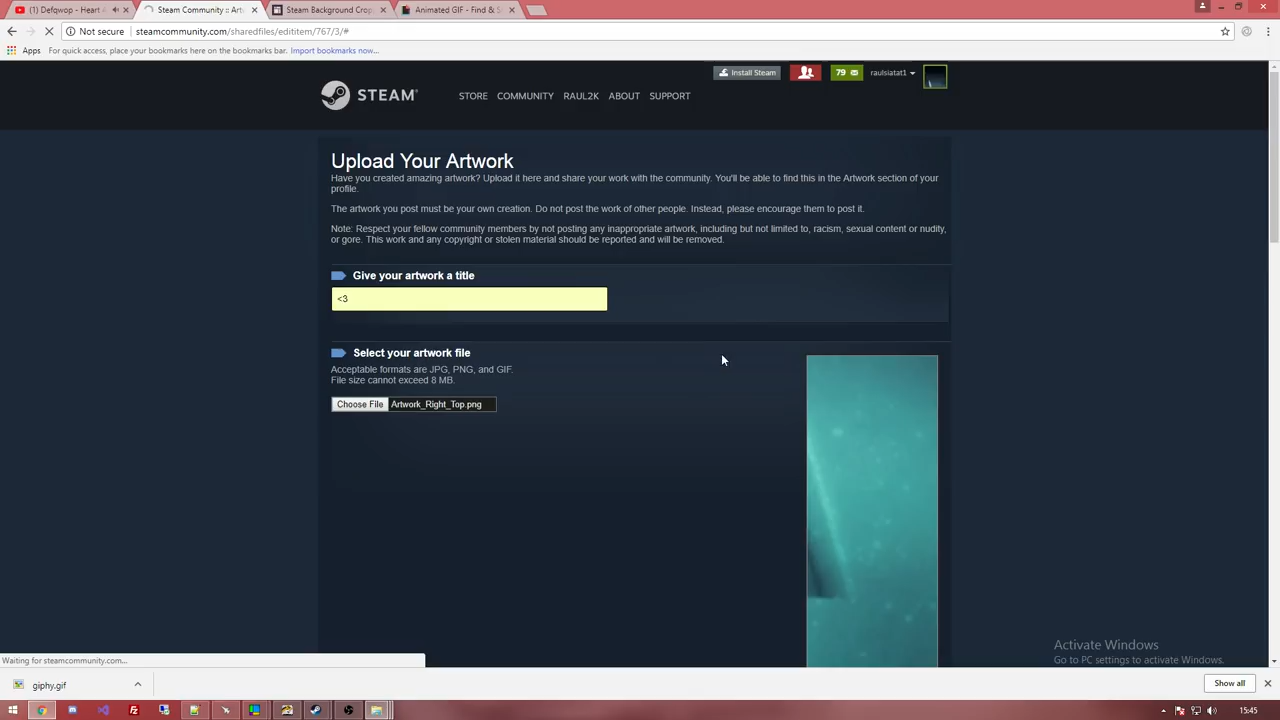 (1) Defqwop - Heart A
Steam Community :: Art
Steam Background Crop
Animated GIF - Find & S
Not secure
steamcommunity.com/sharedfiles/edititem/767/3/#
Apps
For quick access, place your bookmarks here on the bookmarks bar. Import bookmarks now...
Install Steam
79
raulsiatat1
STEAM
STORE
COMMUNITY
RAUL2K
ABOUT
SUPPORT
Upload Your Artwork
Have you created amazing artwork? Upload it here and share your work with the community. You'll be able to find this in the Artwork section of your
profile.
The artwork you post must be your own creation. Do not post the work of other people. Instead, please encourage them to post it.
Note: Respect your fellow community members by not posting any inappropriate artwork, including but not limited to, racism, sexual content or nudity,
or gore. This work and any copyright or stolen material should be reported and will be removed.
Give your artwork a title
<3
Select your artwork file
Acceptable formats are JPG, PNG, and GIF.
File size cannot exceed 8 MB.
Choose File
Artwork_Right_Top.png
Activate Windows
Go to PC settings to activate Windows.
Waiting for steamcommunity.com...
giphy.gif
Show all
15:45